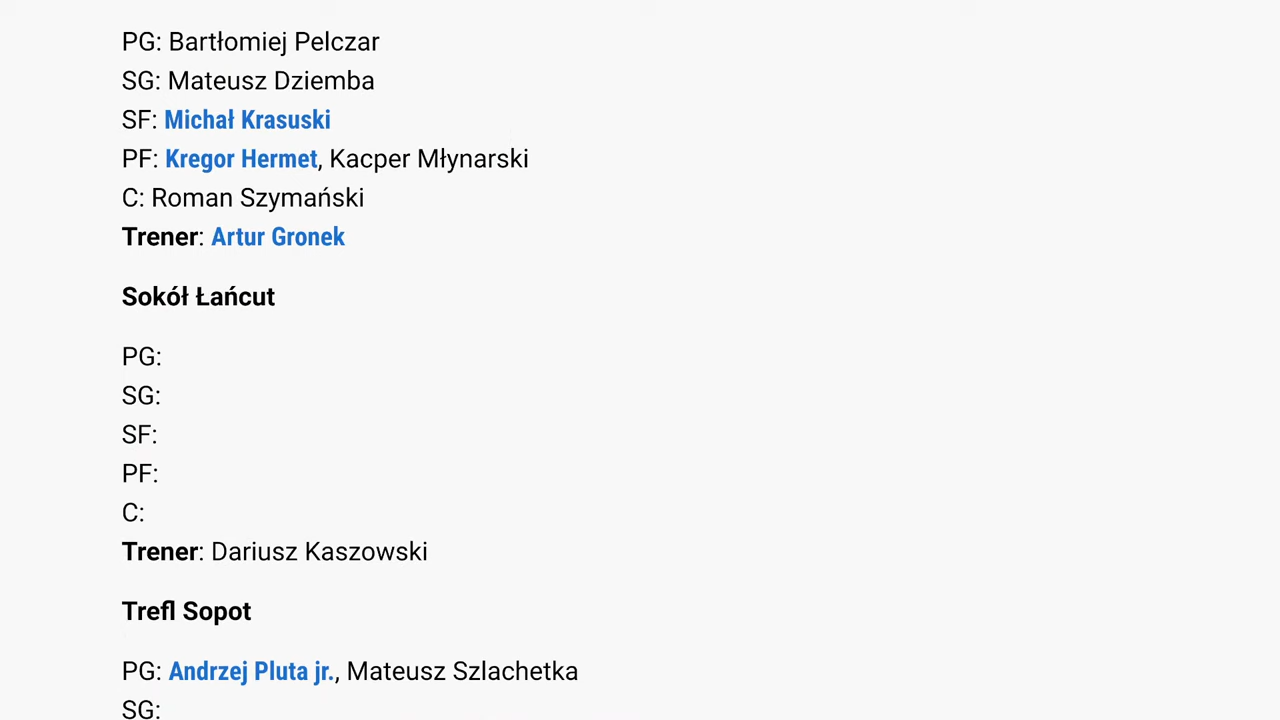 PG: Bartłomiej Pelczar
SG: Mateusz Dziemba
SF: Michał Krasuski
PF: Kregor Hermet, Kacper Młynarski
C: Roman Szymański
Trener: Artur Gronek
Sokół Łańcut
PG:
SG:
SF:
PF:
C:
Trener: Dariusz Kaszowski
Trefl Sopot
PG: Andrzej Pluta jr., Mateusz Szlachetka
SG: